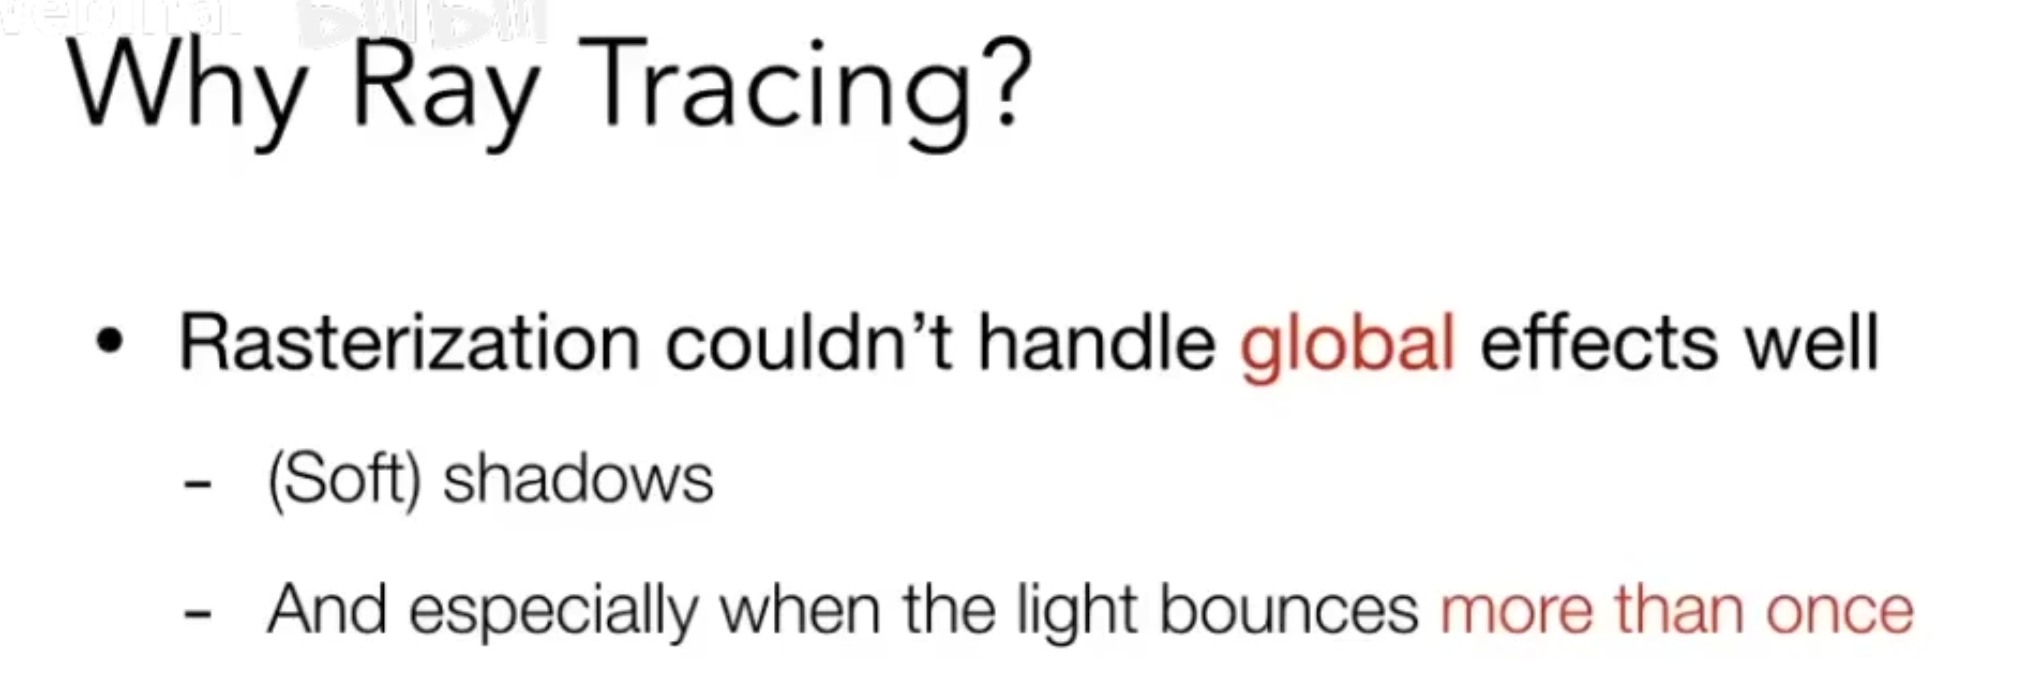 Why Ray Tracing?
• Rasterization couldn’t handle global effects well
- (Soft) shadows
- And especially when the light bounces more than once